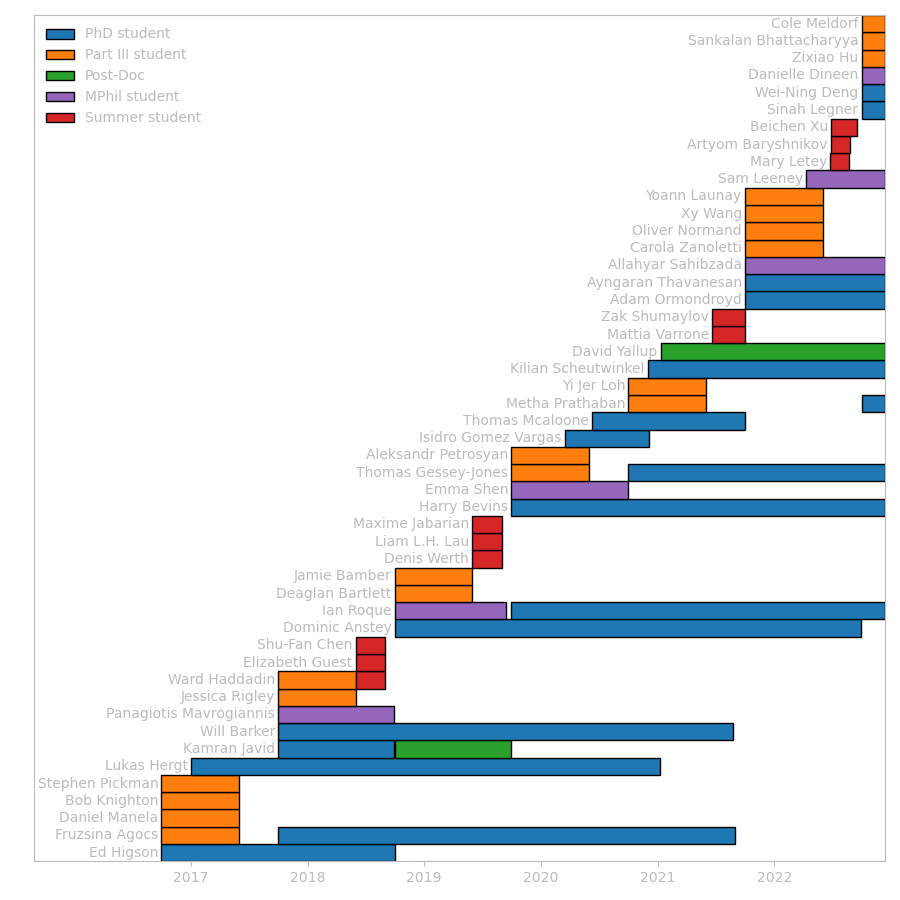 PhD student
Part III student
Post-Doc
MPhil student
Summer student
Cole Meldorf
Sankalan Bhattacharyya
Zixiao Hu
Danielle Dineen
Wei-Ning Deng
Sinah Legner
Beichen Xu
Artyom Baryshnikov
Mary Letey
Sam Leeney
Yoann Launay
Xy Wang
Oliver Normand
Carola Zanoletti
Allahyar Sahibzada
Ayngaran Thavanesan
Adam Ormondroyd
Zak Shumaylov
Mattia Varrone
David Yallup
Kilian Scheutwinkel
Yi Jer Loh
Metha Prathaban
Thomas Mcaloone
Isidro Gomez Vargas
Aleksandr Petrosyan
Thomas Gessey-Jones
Emma Shen
Harry Bevins
Maxime Jabarian
Liam L.H. Lau
Denis Werth
Jamie Bamber
Deaglan Bartlett
Ian Roque
Dominic Anstey
Shu-Fan Chen
Elizabeth Guest
Ward Haddadin
Jessica Rigley
Panagiotis Mavrogiannis
Will Barker
Kamran Javid
Lukas Hergt
Stephen Pickman
Bob Knighton
Daniel Manela
Fruzsina Agocs
Ed Higson
2017 2018 2019 2020 2021 2022